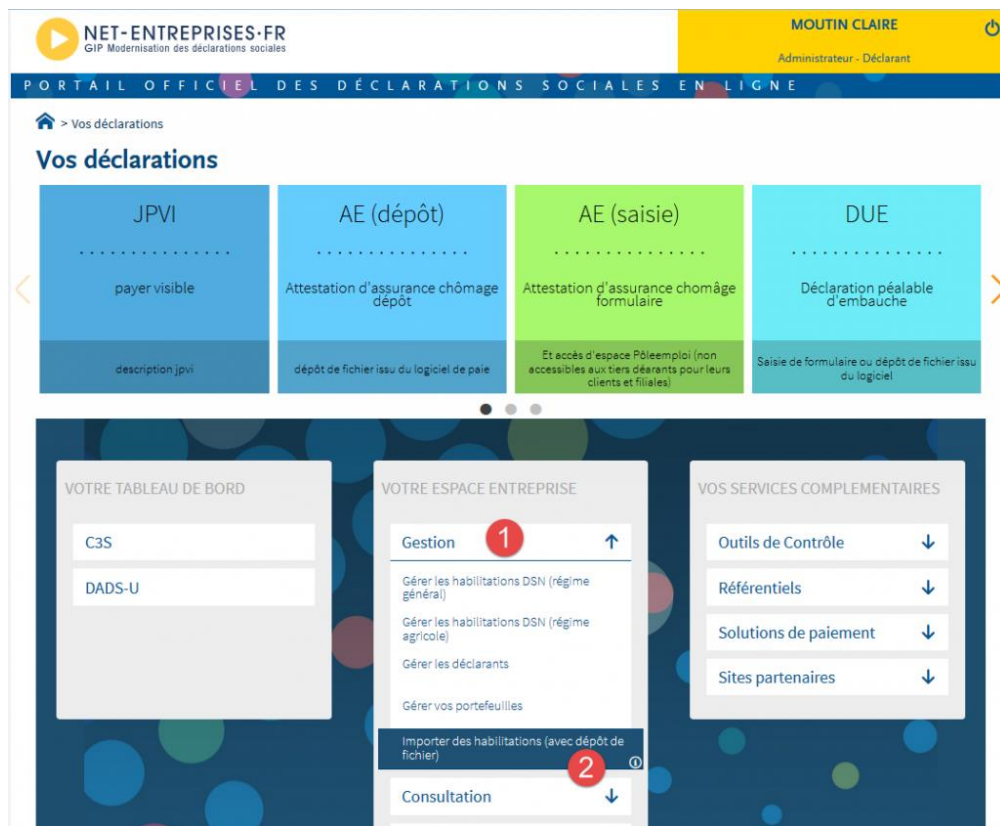 NET-ENTREPRISES·FR
GIP Modernisation des déclarations sociales
MOUTIN CLAIRE
Administrateur - Déclarant
PORTAIL OFFICIEL DES DÉCLARATIONS SOCIALES EN LIGNE
> Vos déclarations
Vos déclarations
JPVI
payer visible
description jpvi
AE (dépôt)
Attestation d'assurance chômage
dépôt
dépôt de fichier issu du logiciel de paie
AE (saisie)
Attestation d'assurance chomâge
formulaire
Et accès d'espace Pôleemploi (non
accessibles aux tiers déarants pour leurs
clients et filiales)
DUE
Déclaration péalable
d'embauche
Saisie de formulaire ou dépôt de fichier issu
du logiciel
VOTRE TABLEAU DE BORD
C3S
DADS-U
VOTRE ESPACE ENTREPRISE
Gestion
1
Gérer les habilitations DSN (régime
général)
Gérer les habilitations DSN (régime
agricole)
Gérer les déclarants
Gérer vos portefeuilles
Importer des habilitations (avec dépôt de
fichier)
2
Consultation
VOS SERVICES COMPLEMENTAIRES
Outils de Contrôle
Référentiels
Solutions de paiement
Sites partenaires